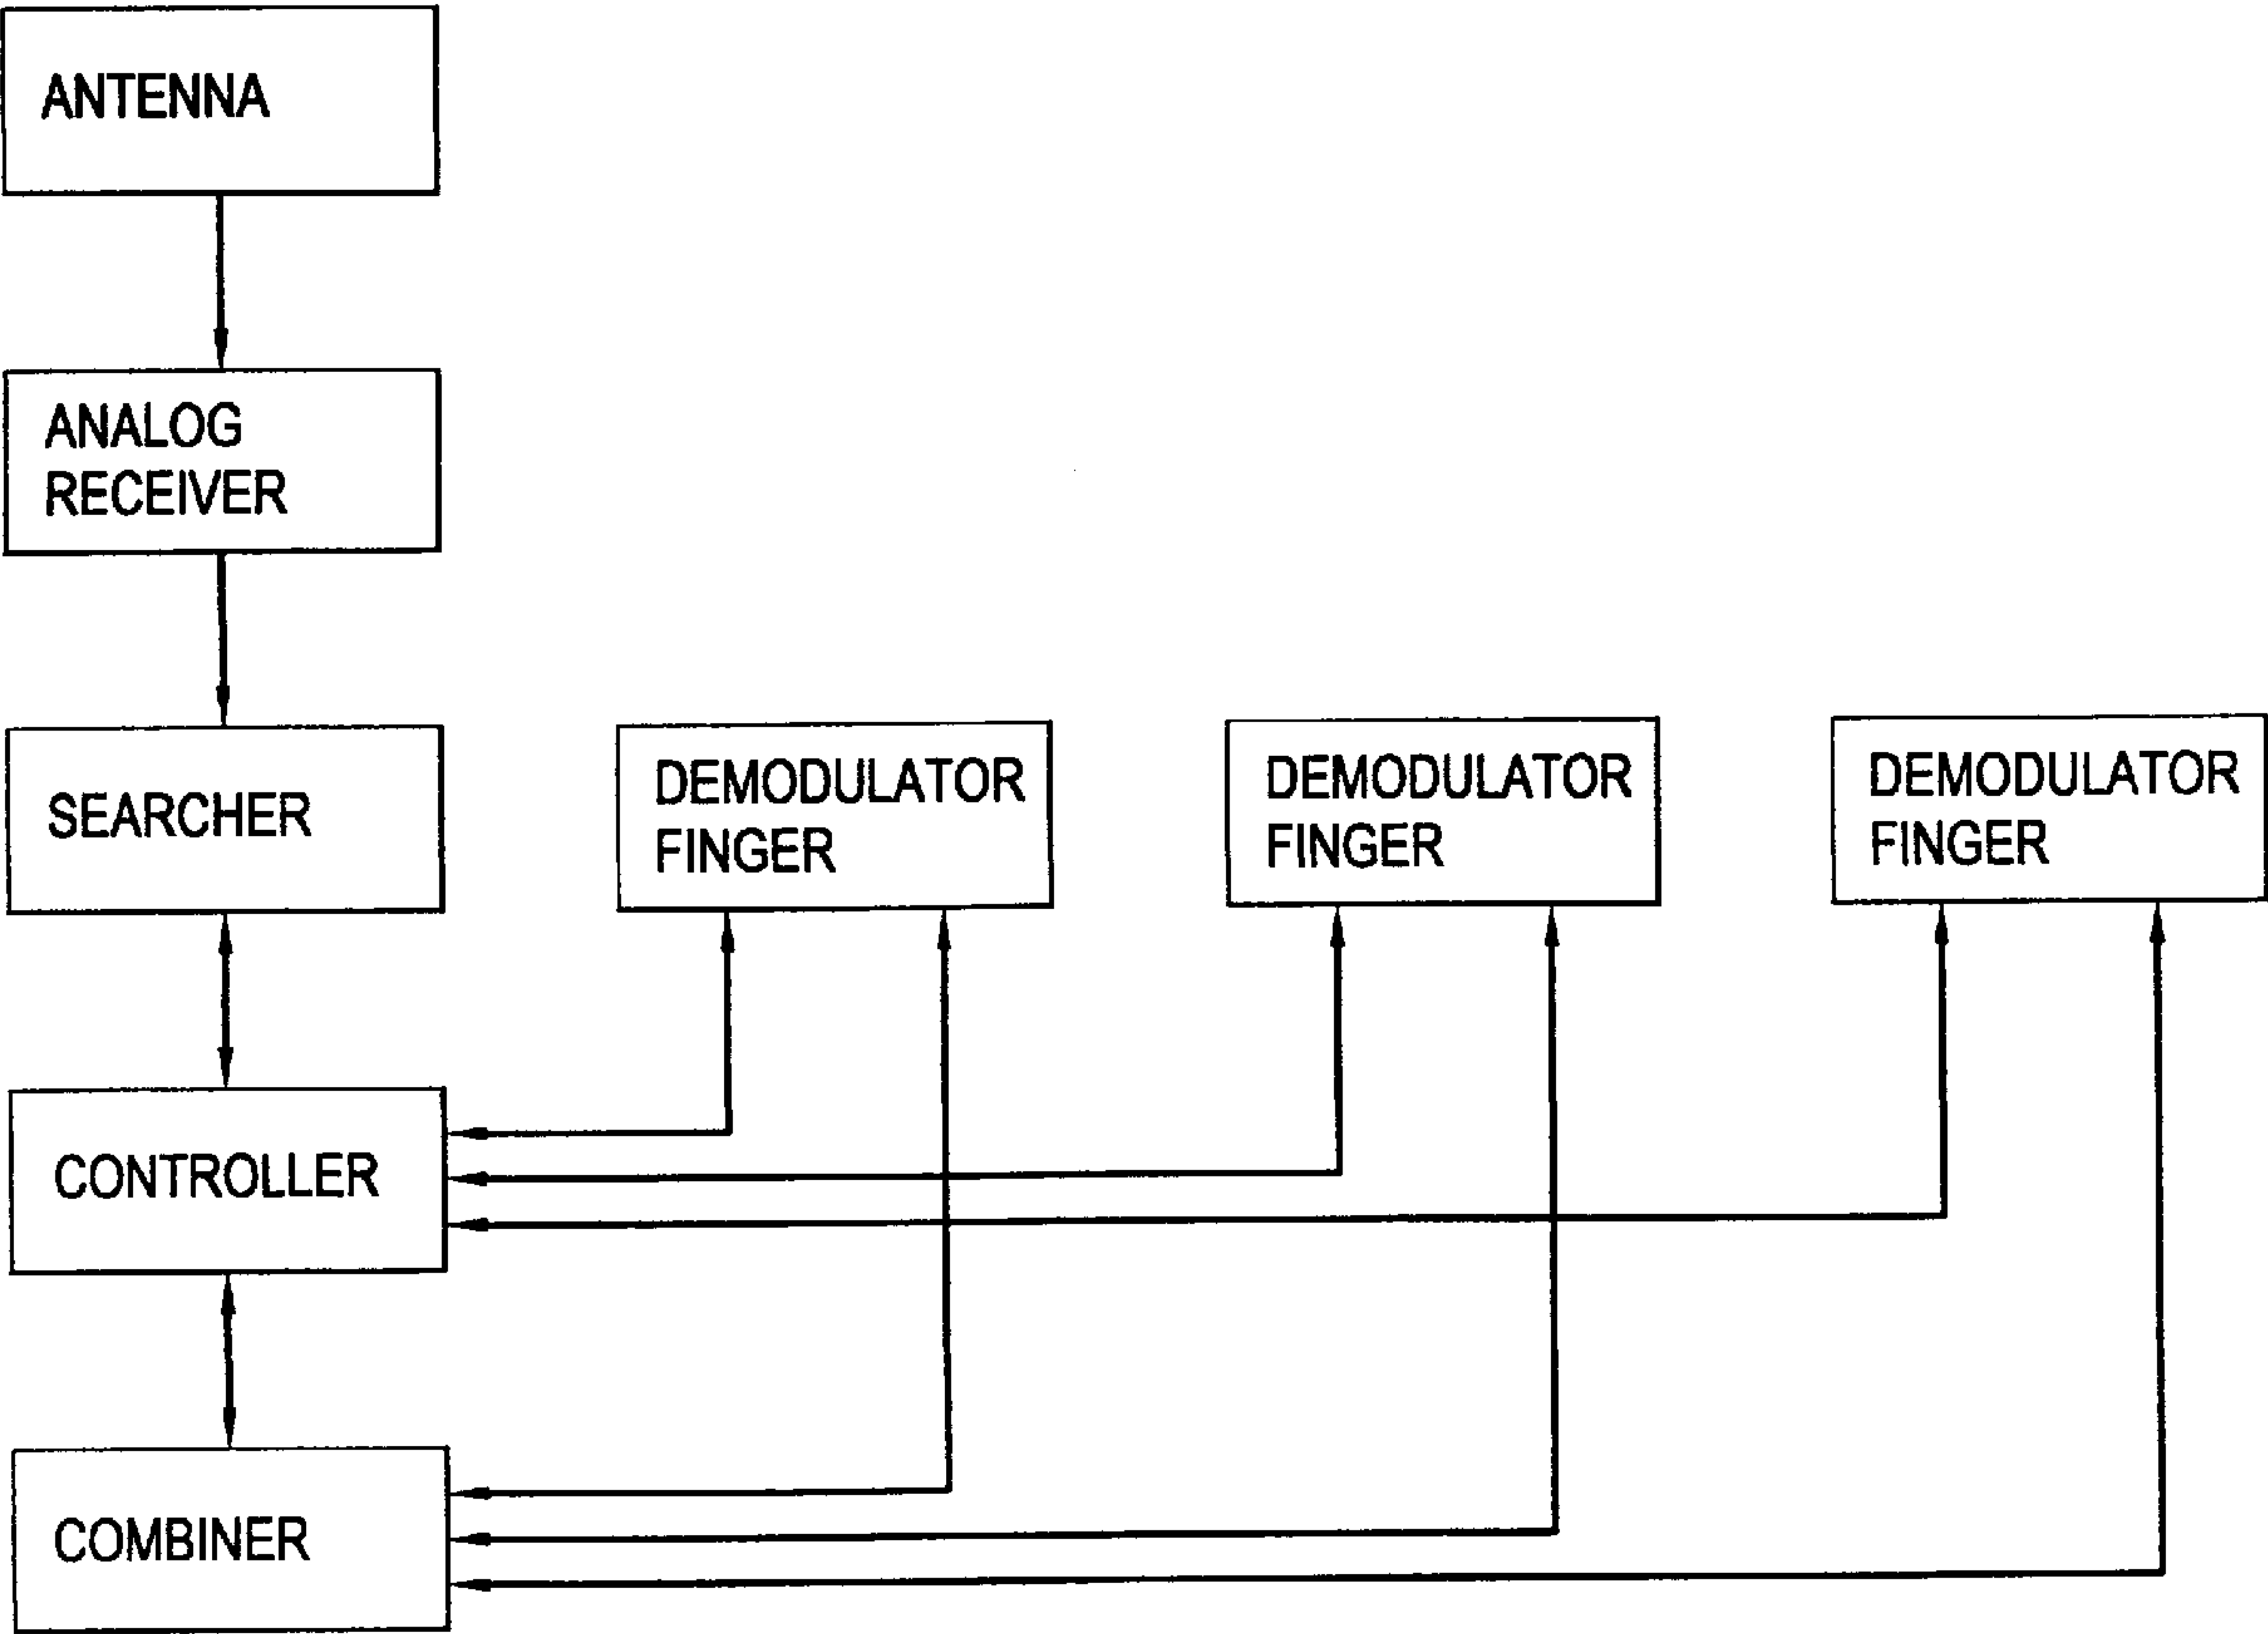 ANTENNA
ANALOG
RECEIVER
SEARCHER
DEMODULATOR
FINGER
DEMODULATOR
FINGER
DEMODULATOR
FINGER
CONTROLLER
COMBINER